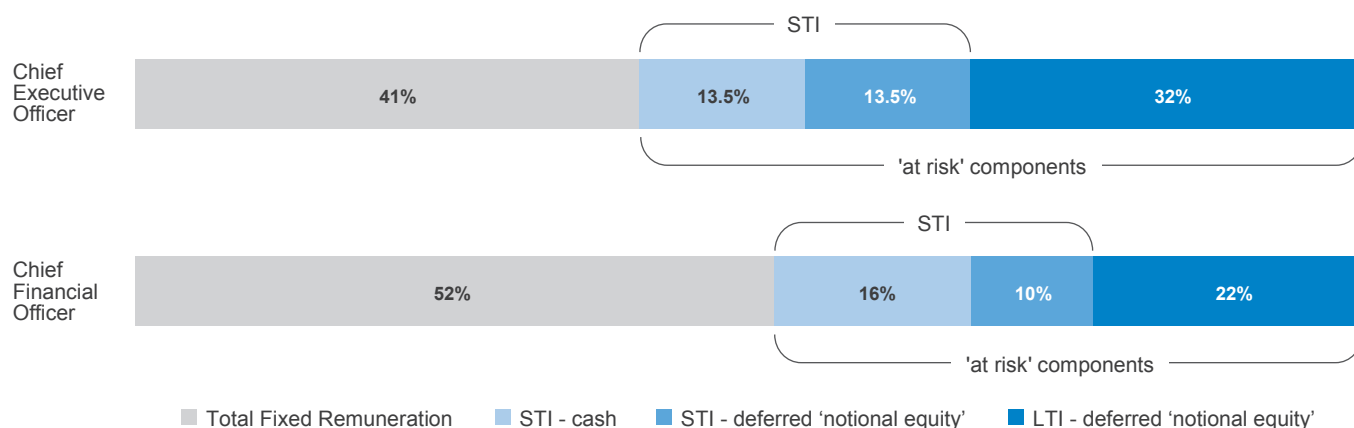 STI
Chief
Executive
Officer
41% 13.5% 13.5% 32%
'at risk' components
STI
Chief
Financial
Officer
52% 16% 10% 22%
'at risk' components
Total Fixed Remuneration STI - cash STI - deferred ‘notional equity’ LTI - deferred ‘notional equity’